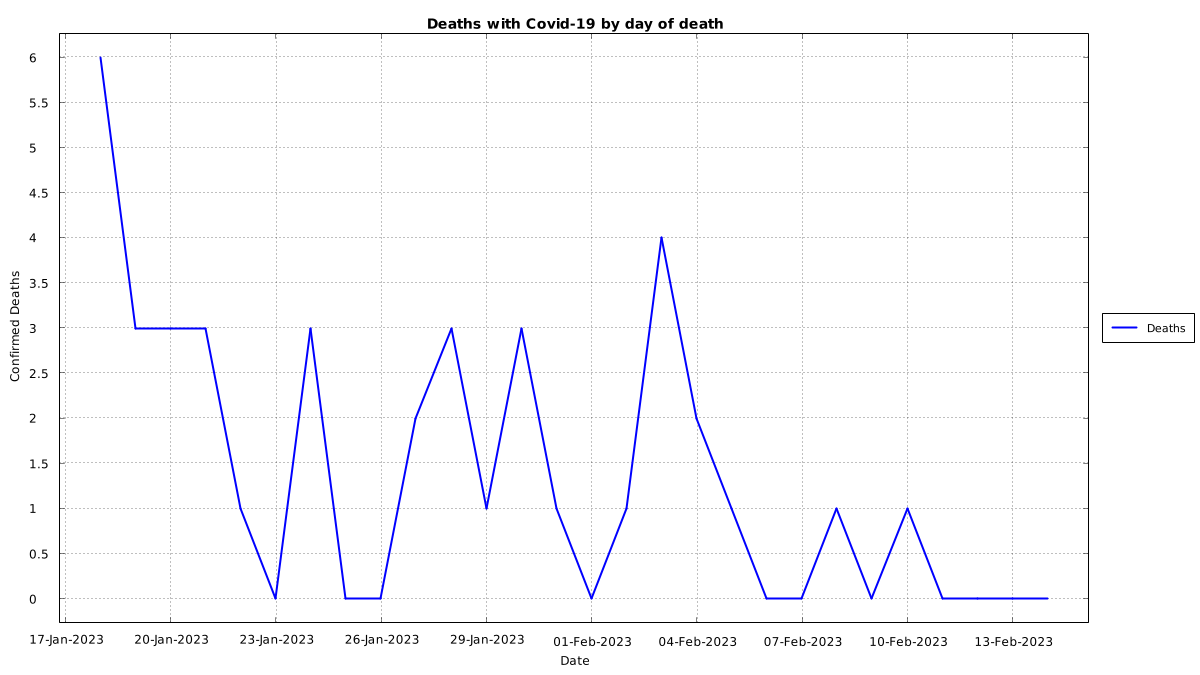 Deaths with Covid-19 by day of death
6
5.5
5
4.5
4
3.5
3
2.5
2
1.5
1
0.5
0
Confirmed Deaths
Deaths
17-Jan-2023 20-Jan-2023 23-Jan-2023 26-Jan-2023 29-Jan-2023 01-Feb-2023 04-Feb-2023 07-Feb-2023 10-Feb-2023 13-Feb-2023
Date